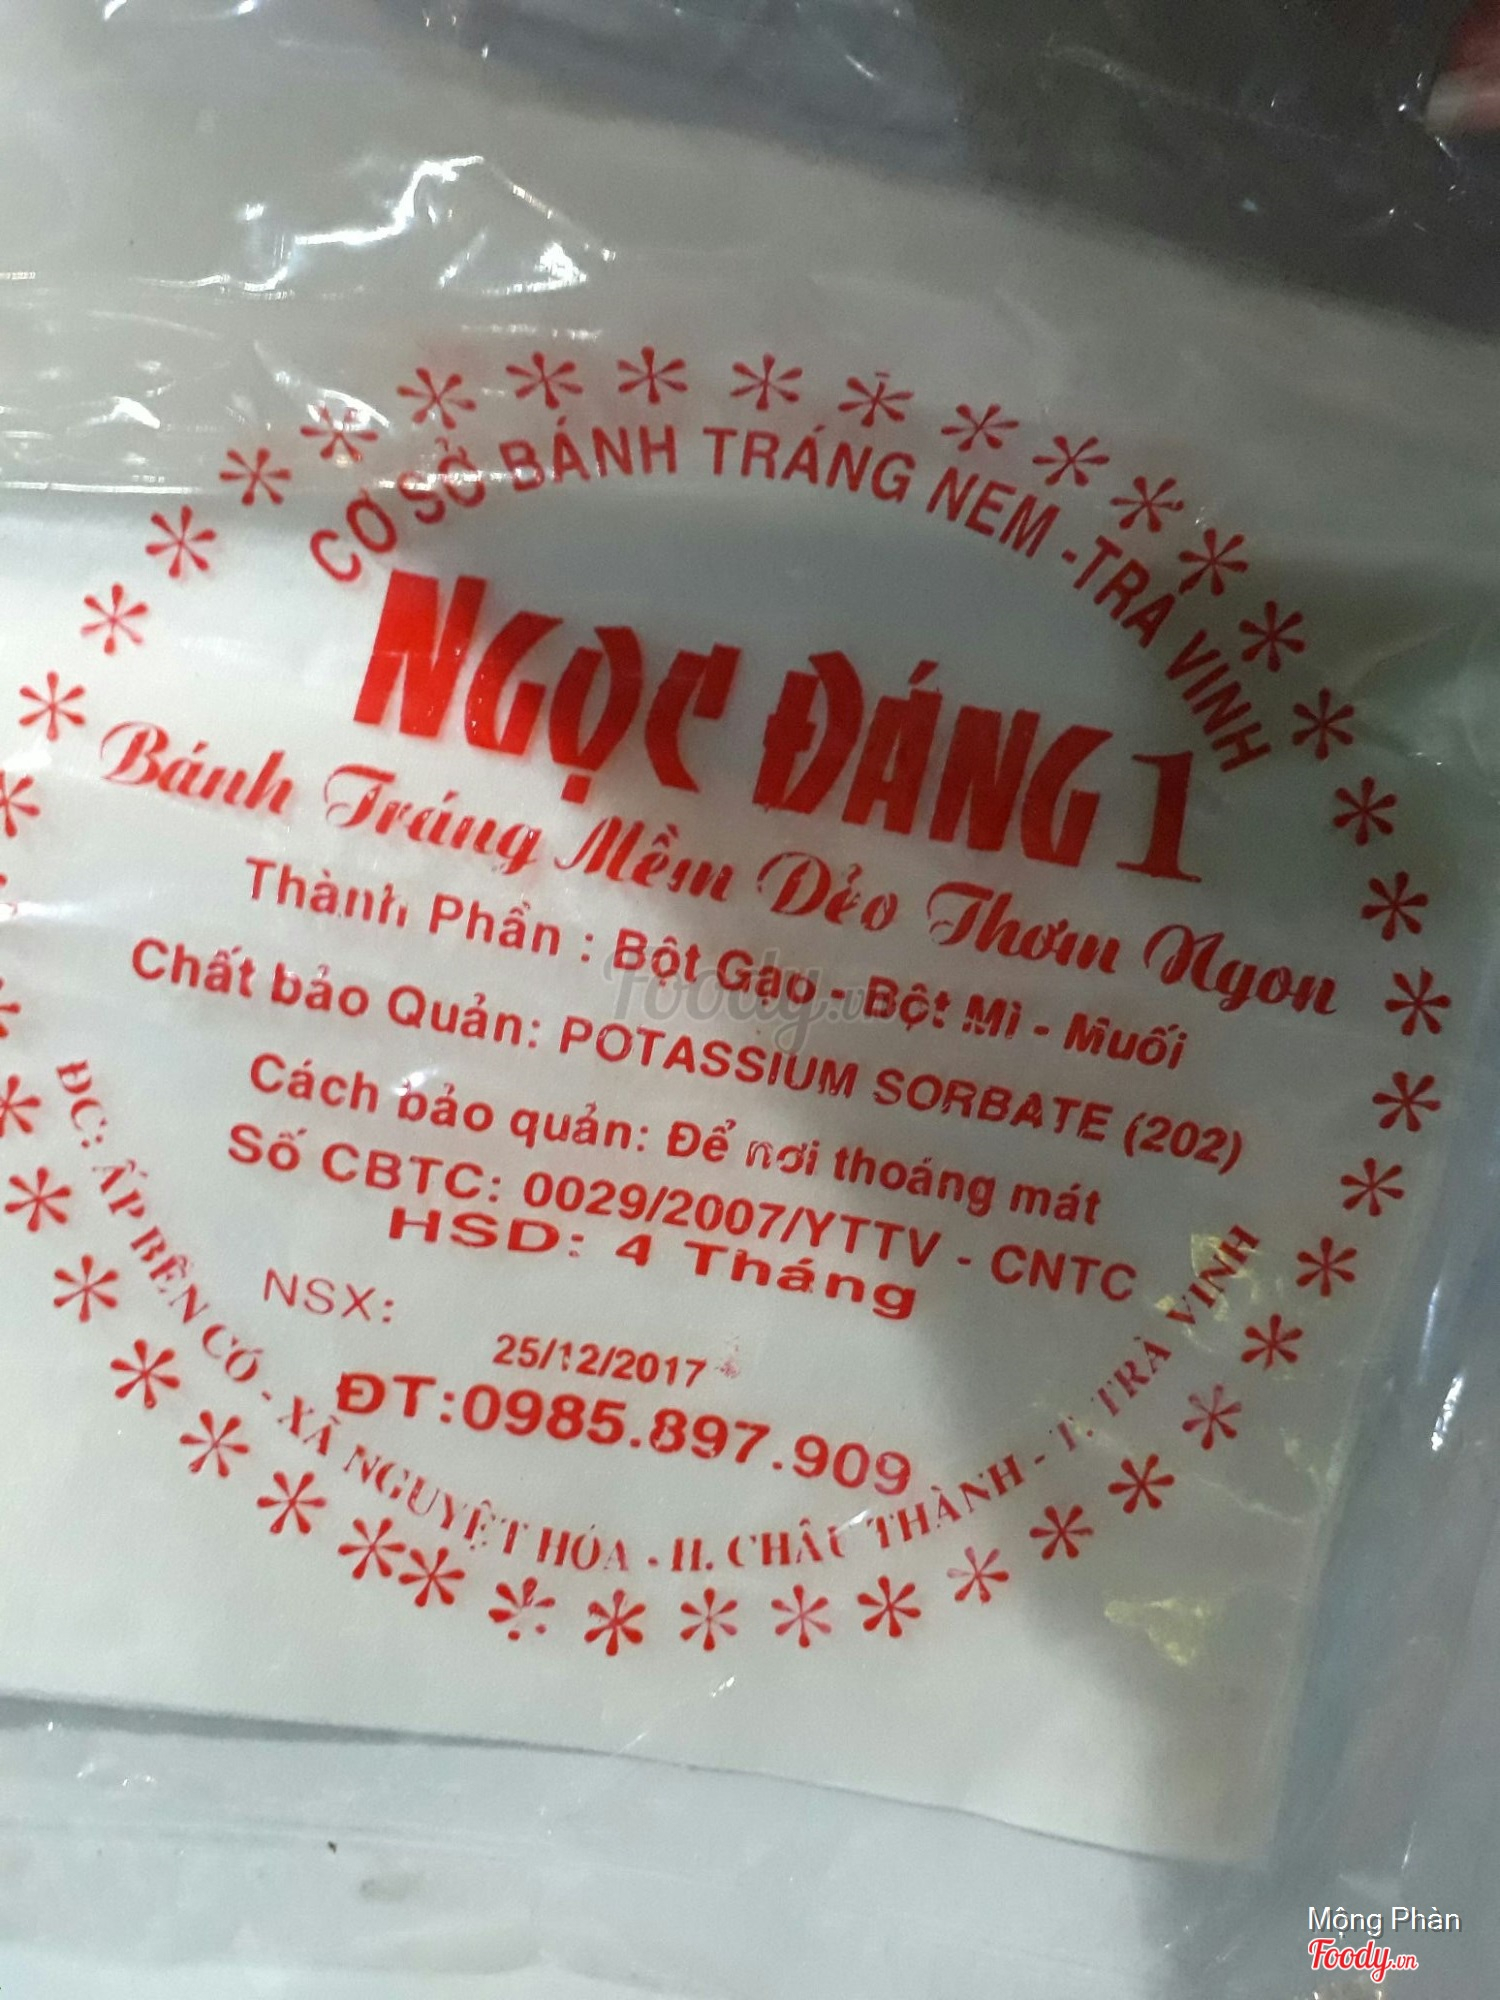 CƠ SỞ BÁNH TRÁNG NEM - TRÀ VINH
NGỌC ĐÁNG 1
Bánh Tráng Mềm Dẻo Thơm Ngon
Thành Phần : Bột Gạo - Bột Mì - Muối
Chất bảo Quản: POTASSIUM SORBATE (202)
Cách bảo quản: Để nơi thoáng mát
Số CBTC: 0029/2007/YTTV - CNTC
HSD: 4 Tháng
NSX:
25/12/2017
ĐT:0985.897.909
ĐC: ẤP BẾN CÓ - XÃ NGUYỆT HÓA - H. CHÂU THÀNH - T. TRÀ VINH
Foody.vn
Mộng Phàn
Foody.vn